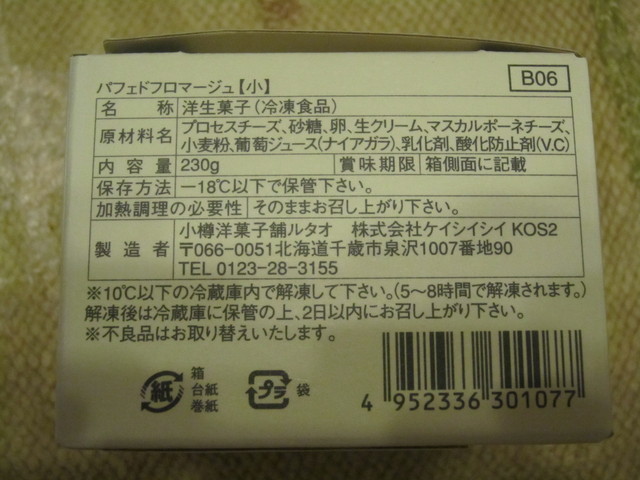 パフェドフロマージュ【小】
B06
名称 洋生菓子(冷凍食品)
原材料名 プロセスチーズ、砂糖、卵、生クリーム、マスカルポーネチーズ、
小麦粉、葡萄ジュース(ナイアガラ)、乳化剤、酸化防止剤(V.C)
内容量 230g 賞味期限 箱側面に記載
保存方法 −18℃以下で保管下さい。
加熱調理の必要性 そのままお召し上がり下さい。
製造者 小樽洋菓子舗ルタオ 株式会社ケイシイシイ KOS2
〒066-0051北海道千歳市泉沢1007番地90
TEL 0123-28-3155
※10℃以下の冷蔵庫内で解凍して下さい。(5〜8時間で解凍されます。)
解凍後は冷蔵庫に保管の上、2日以内にお召し上がり下さい。
※不良品はお取り替えいたします。
紙 箱
台紙
巻紙
プラ 袋
4 952336 301077